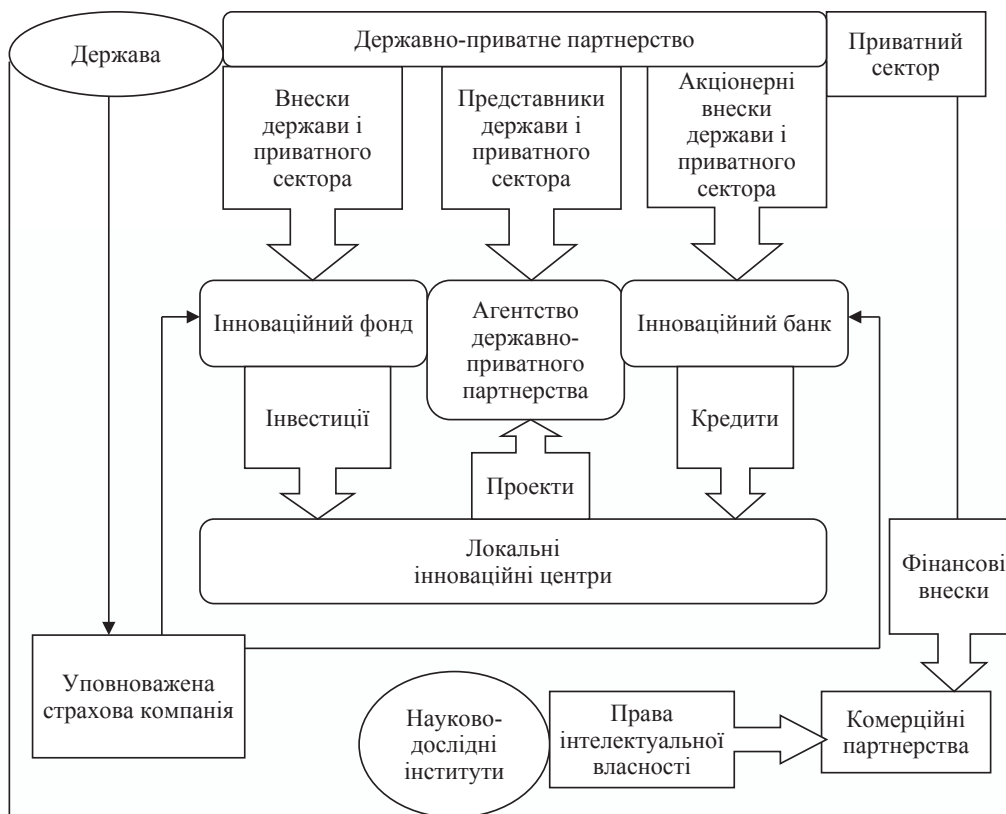 Держава
Державно-приватне партнерство
Приватний
сектор
Внески
держави і
приватного
сектора
Представники
держави і
приватного
сектора
Акціонерні
внески
держави і
приватного
сектора
Інноваційний фонд
Агентство
державно-
приватного
партнерства
Інноваційний банк
Інвестиції
Проекти
Кредити
Локальні
інноваційні центри
Фінансові
внески
Уповноважена
страхова компанія
Науково-
дослідні
інститути
Права
інтелектуальної
власності
Комерційні
партнерства